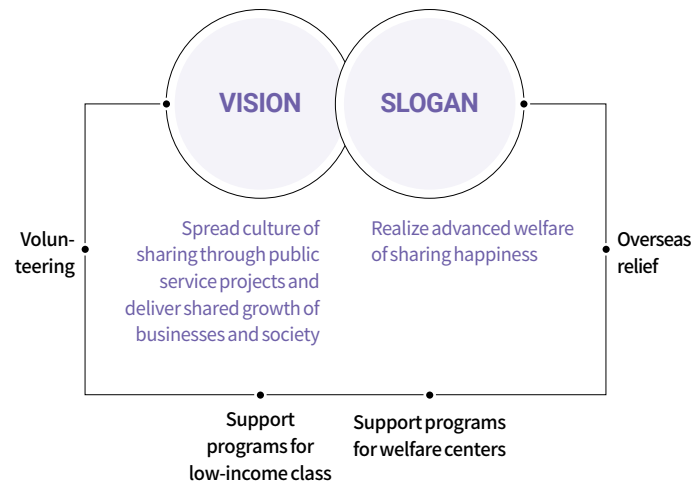 VISION
SLOGAN
Spread culture of
sharing through public
service projects and
deliver shared growth of
businesses and society
Realize advanced welfare
of sharing happiness
Volun-
teering
Overseas
relief
Support
programs for
low-income class
Support programs
for welfare centers